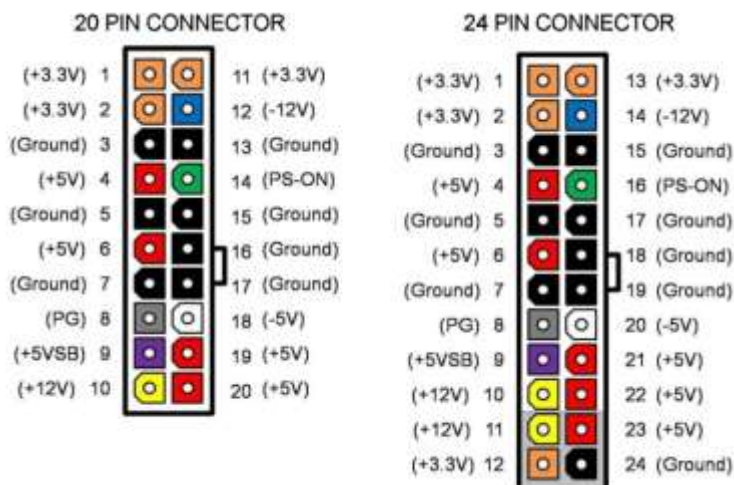 20 PIN CONNECTOR
(+3.3V) 1 11 (+3.3V)
(+3.3V) 2 12 (-12V)
(Ground) 3 13 (Ground)
(+5V) 4 14 (PS-ON)
(Ground) 5 15 (Ground)
(+5V) 6 16 (Ground)
(Ground) 7 17 (Ground)
(PG) 8 18 (-5V)
(+5VSB) 9 19 (+5V)
(+12V) 10 20 (+5V)
24 PIN CONNECTOR
(+3.3V) 1 13 (+3.3V)
(+3.3V) 2 14 (-12V)
(Ground) 3 15 (Ground)
(+5V) 4 16 (PS-ON)
(Ground) 5 17 (Ground)
(+5V) 6 18 (Ground)
(Ground) 7 19 (Ground)
(PG) 8 20 (-5V)
(+5VSB) 9 21 (+5V)
(+12V) 10 22 (+5V)
(+12V) 11 23 (+5V)
(+3.3V) 12 24 (Ground)